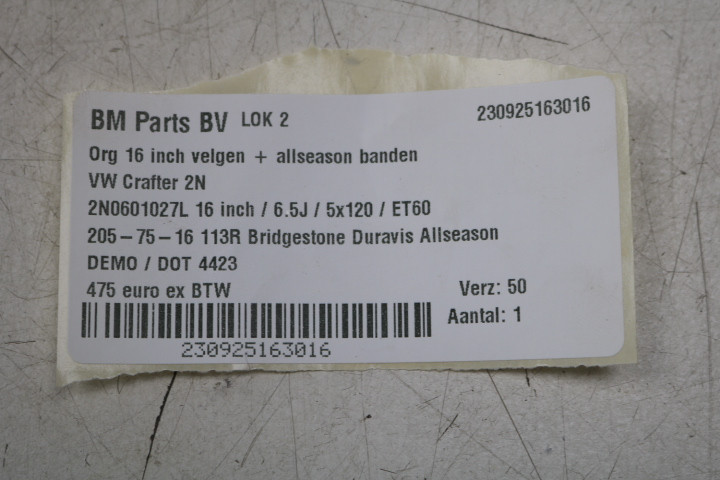 BM Parts BV LOK 2 230925163016
Org 16 inch velgen + allseason banden
VW Crafter 2N
2N0601027L 16 inch / 6.5J / 5x120 / ET60
205-75-16 113R Bridgestone Duravis Allseason
DEMO / DOT 4423
475 euro ex BTW Verz: 50
Aantal: 1
230925163016